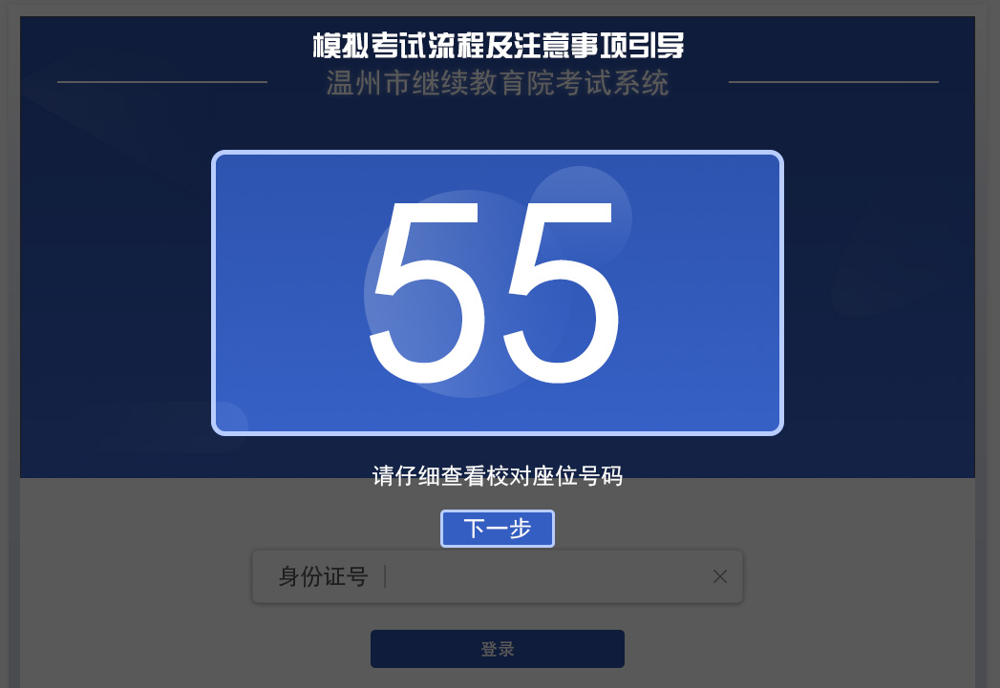 模拟考试流程及注意事项引导
温州市继续教育院考试系统
55
请仔细查看校对座位号码
下一步
身份证号
登录